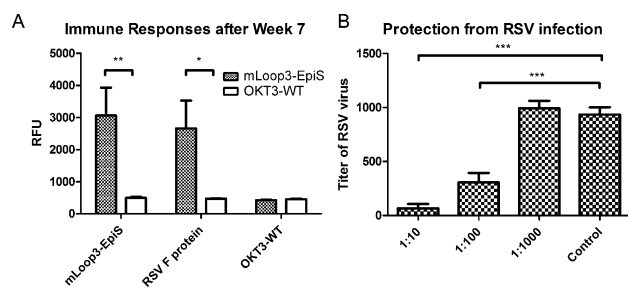 A
Immune Responses after Week 7
RFU
5000
4000
3000
2000
1000
0
**
*
mLoop3-EpiS
OKT3-WT
mLoop3-EpiS
RSV F protein
OKT3-WT
B
Protection from RSV infection
Titer of RSV virus
1500
1000
500
0
***
***
1:10
1:100
1:1000
Control